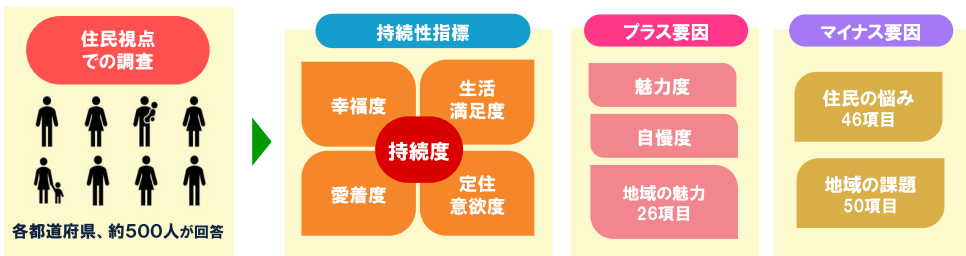 住民視点
での調査
各都道府県、約500人が回答
持続性指標
幸福度
生活
満足度
持続度
愛着度
定住
意欲度
プラス要因
魅力度
自慢度
地域の魅力
26項目
マイナス要因
住民の悩み
46項目
地域の課題
50項目